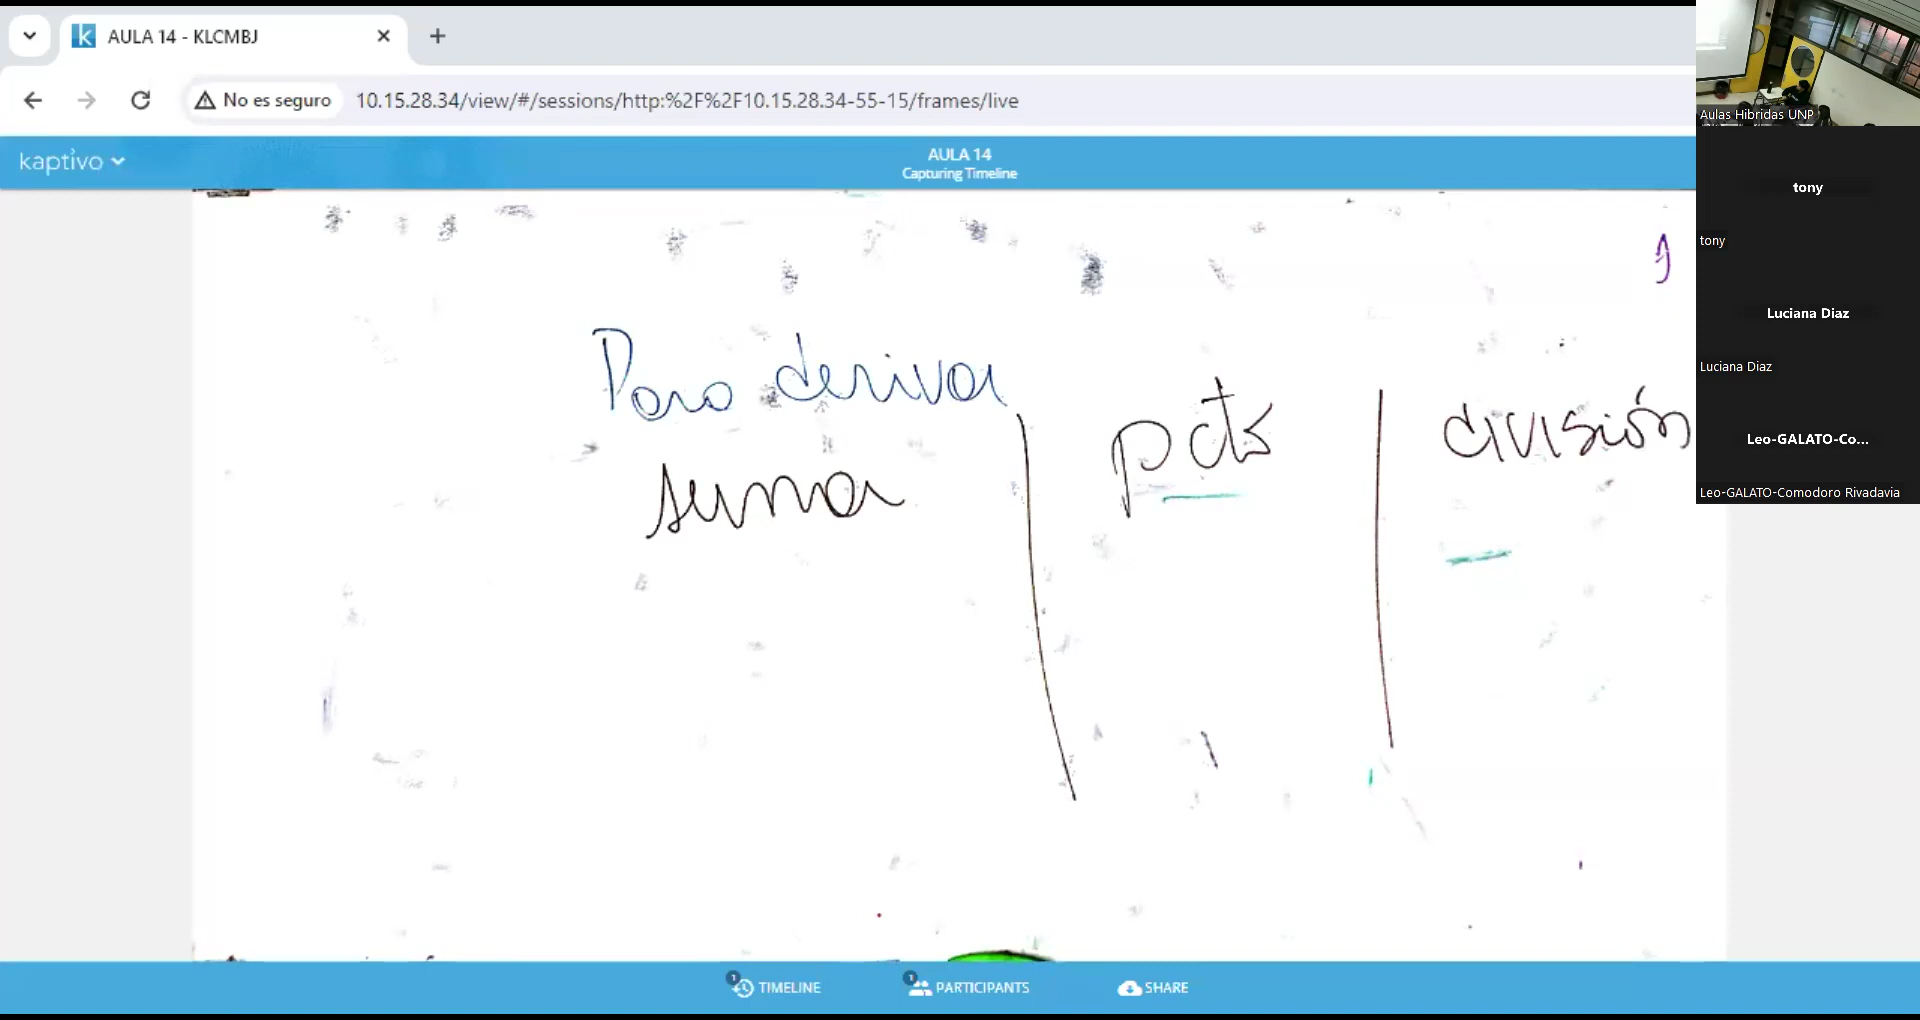 AULA 14 - KLCMBJ
No es seguro
10.15.28.34/view/#/sessions/http:%2F%2F10.15.28.34-55-15/frames/live
kaptivo
AULA 14
Capturing Timeline
Para derivar
suma
pcts
división
Aulas Hibridas UNP
tony
tony
Luciana Diaz
Luciana Diaz
Leo-GALATO-Co...
Leo-GALATO-Comodoro Rivadavia
1 TIMELINE
1 PARTICIPANTS
SHARE